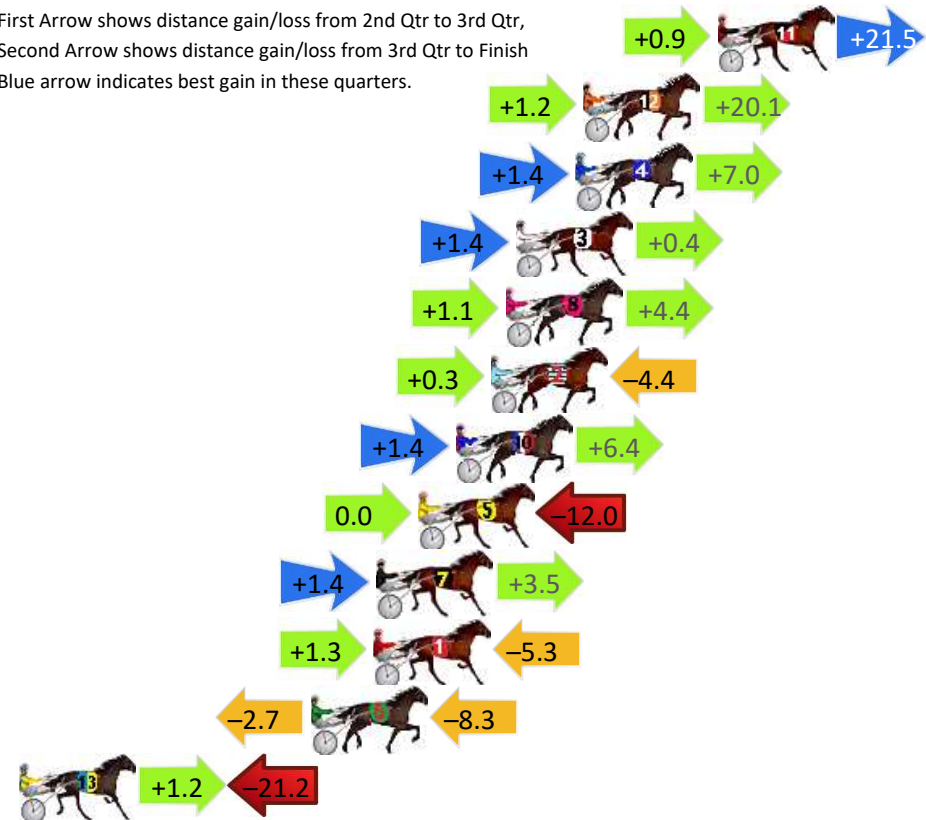 First Arrow shows distance gain/loss from 2nd Qtr to 3rd Qtr,
Second Arrow shows distance gain/loss from 3rd Qtr to Finish
Blue arrow indicates best gain in these quarters.
+0.9 11 +21.5
+1.2 12 +20.1
+1.4 4 +7.0
+1.4 3 +0.4
+1.1 8 +4.4
+0.3 2 –4.4
+1.4 10 +6.4
0.0 5 –12.0
+1.4 7 +3.5
+1.3 1 –5.3
–2.7 6 –8.3
13 +1.2 –21.2